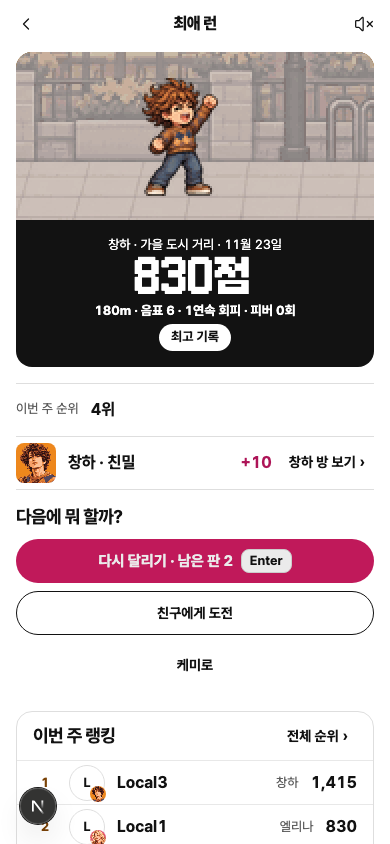 최애 런
창하 · 가을 도시 거리 · 11월 23일
830점
180m · 음표 6 · 1연속 회피 · 피버 0회
최고 기록
이번 주 순위 4위
창하 · 친밀 +10 창하 방 보기 ›
다음에 뭐 할까?
다시 달리기 · 남은 판 2 Enter
친구에게 도전
케미로
이번 주 랭킹 전체 순위 ›
1 L Local3 창하 1,415
N
2 L Local1 엘리나 830